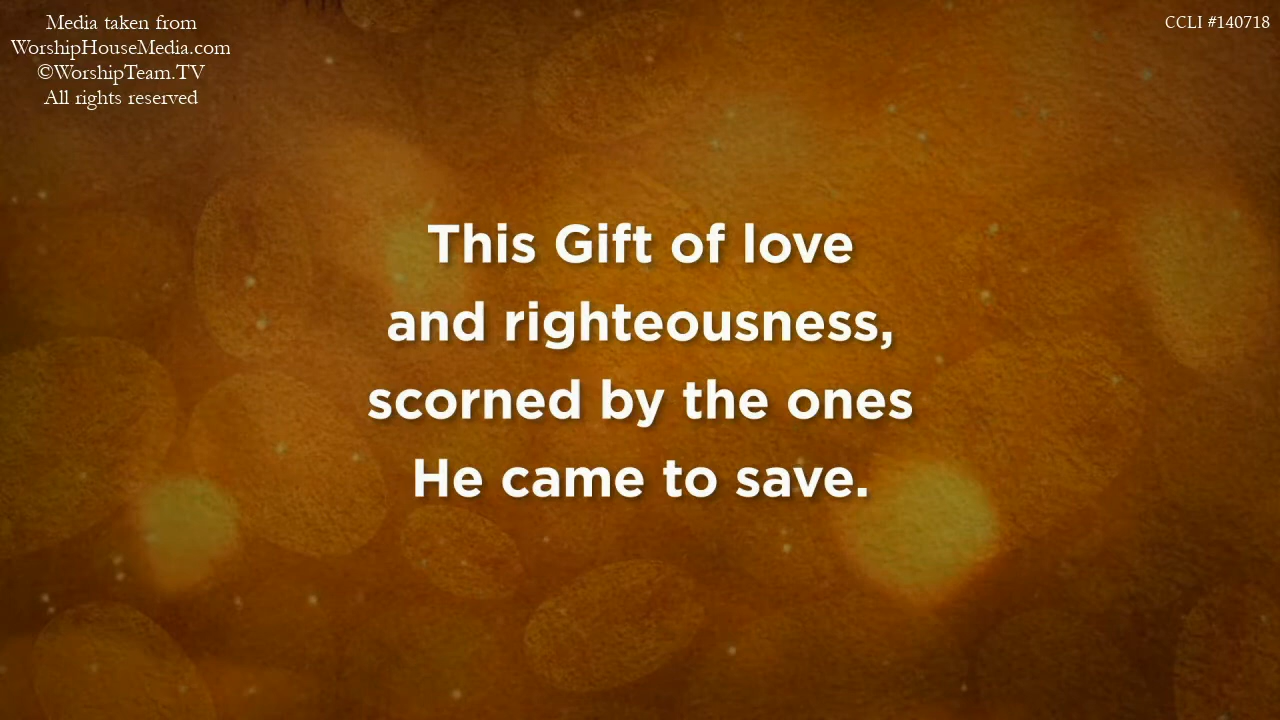 Media taken from
WorshipHouseMedia.com
©WorshipTeam.TV
All rights reserved
CCLI #140718
This Gift of love
and righteousness,
scorned by the ones
He came to save.